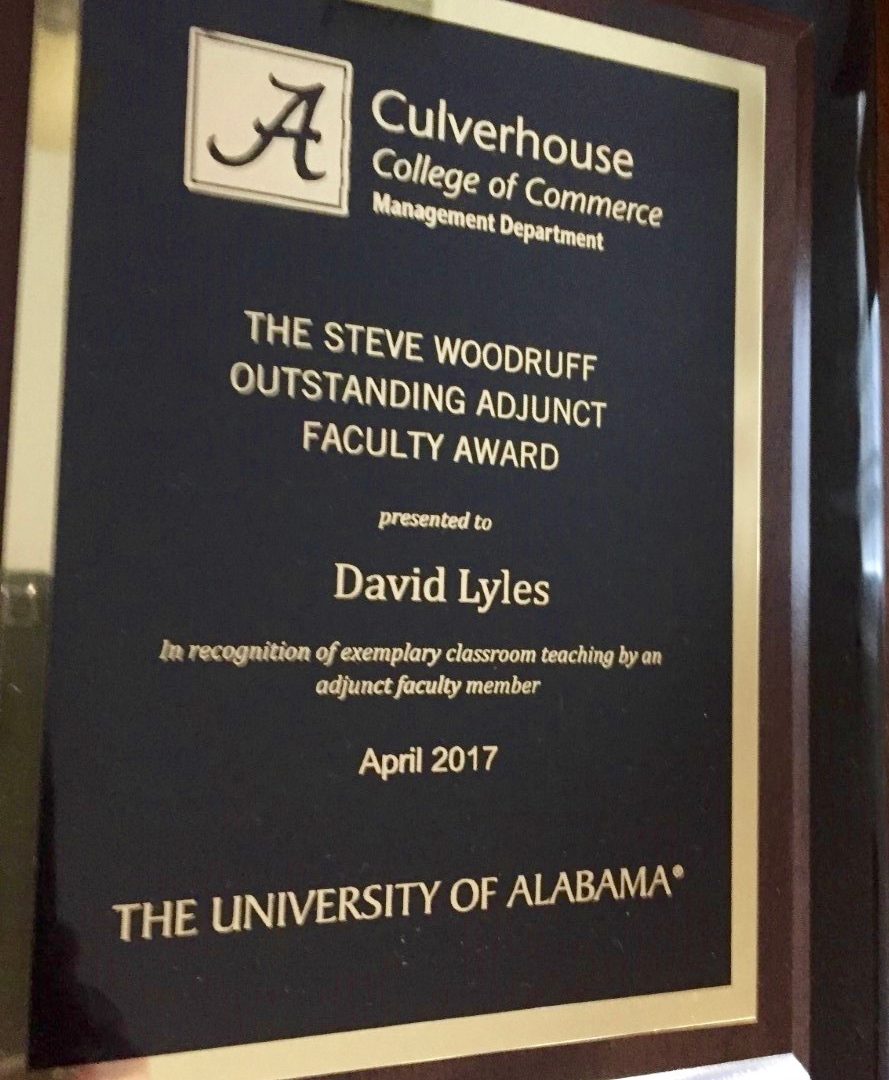 A
Culverhouse
College of Commerce
Management Department
THE STEVE WOODRUFF
OUTSTANDING ADJUNCT
FACULTY AWARD
presented to
David Lyles
In recognition of exemplary classroom teaching by an
adjunct faculty member
April 2017
THE UNIVERSITY OF ALABAMA®